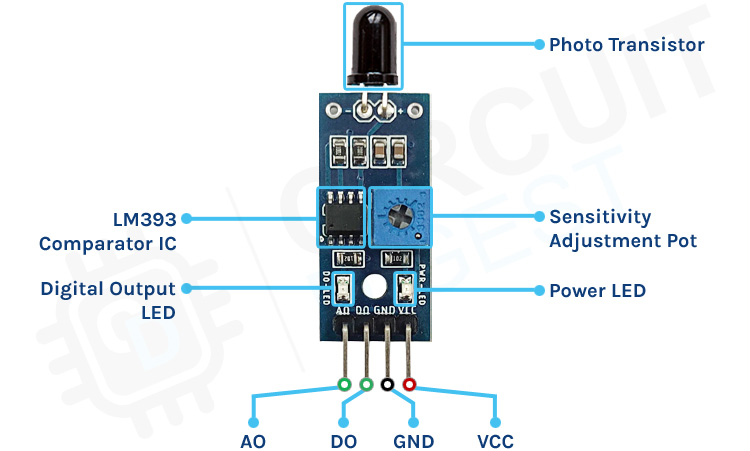 Photo Transistor
- +
LM393
Comparator IC
Sensitivity
Adjustment Pot
Digital Output
LED
Power LED
DO-LED
PWR-LED
AO DO GND VCC
AO
DO
GND
VCC
CIRCUIT